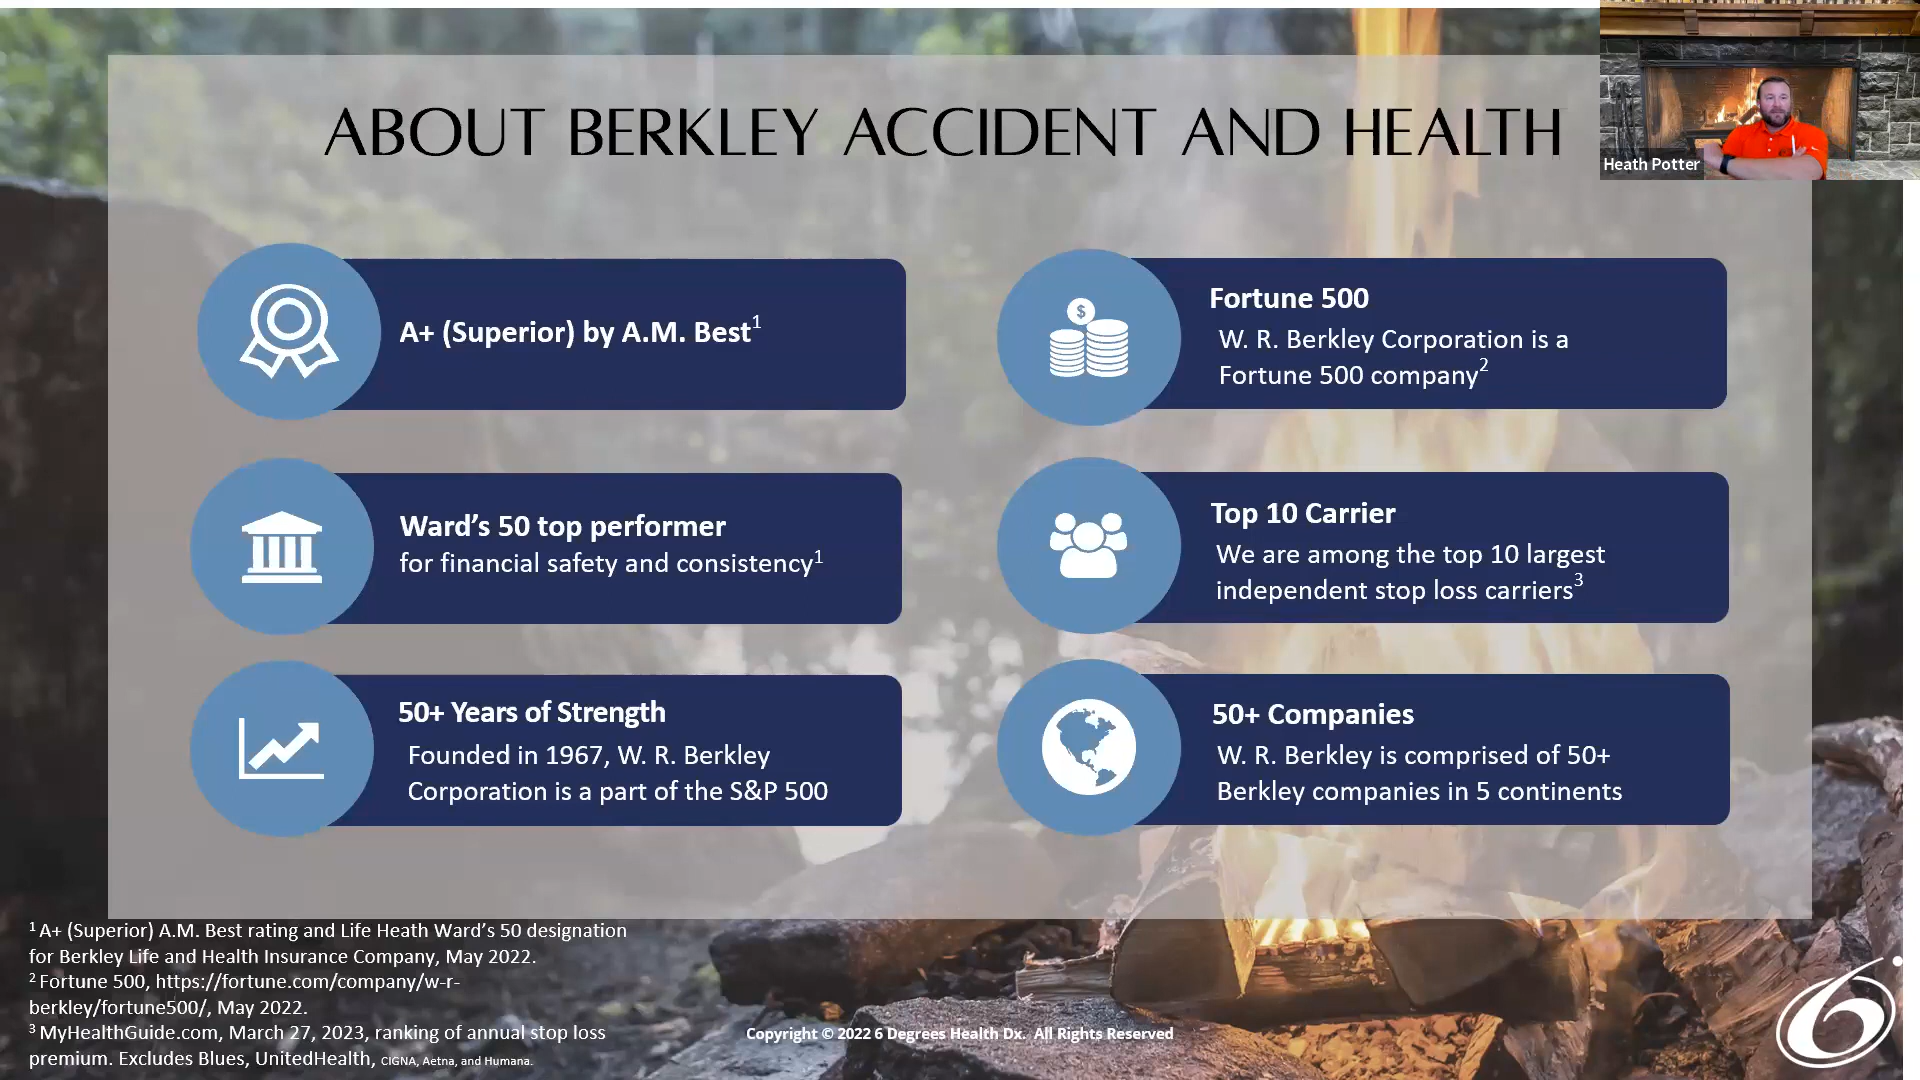 ABOUT BERKLEY ACCIDENT AND HEALTH
Heath Potter
A+ (Superior) by A.M. Best1
Fortune 500
W. R. Berkley Corporation is a
Fortune 500 company2
Ward’s 50 top performer
for financial safety and consistency1
Top 10 Carrier
We are among the top 10 largest
independent stop loss carriers3
50+ Years of Strength
Founded in 1967, W. R. Berkley
Corporation is a part of the S&P 500
50+ Companies
W. R. Berkley is comprised of 50+
Berkley companies in 5 continents
1 A+ (Superior) A.M. Best rating and Life Heath Ward’s 50 designation
for Berkley Life and Health Insurance Company, May 2022.
2 Fortune 500, https://fortune.com/company/w-r-
berkley/fortune500/, May 2022.
3 MyHealthGuide.com, March 27, 2023, ranking of annual stop loss
premium. Excludes Blues, UnitedHealth, CIGNA, Aetna, and Humana.
Copyright © 2022 6 Degrees Health Dx. All Rights Reserved
$
6